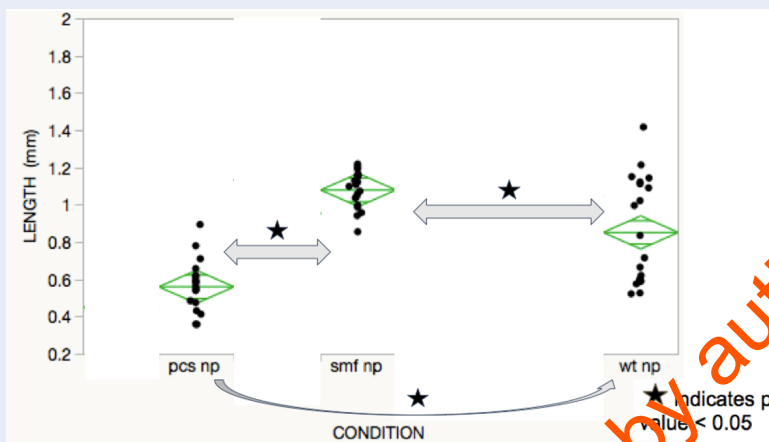 2
1.8
1.6
1.4
1.2
1
0.8
0.6
0.4
0.2
LENGTH (mm)
pcs np
smf np
wt np
CONDITION
★ indicates p
value < 0.05
by